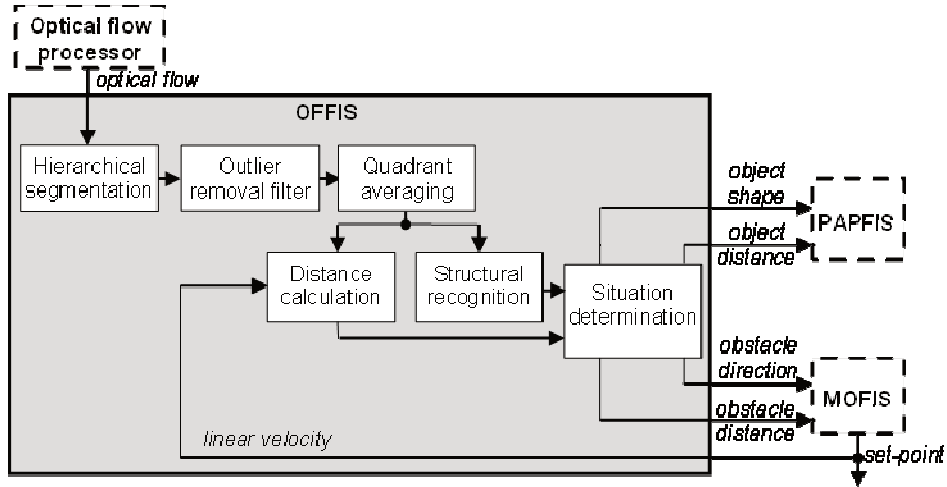 Optical flow
processor
optical flow
OFFIS
Hierarchical
segmentation
Outlier
removal filter
Quadrant
averaging
object
shape
PAPFIS
object
distance
Distance
calculation
Structural
recognition
Situation
determination
obstacle
direction
MOFIS
obstacle
distance
linear velocity
set-point